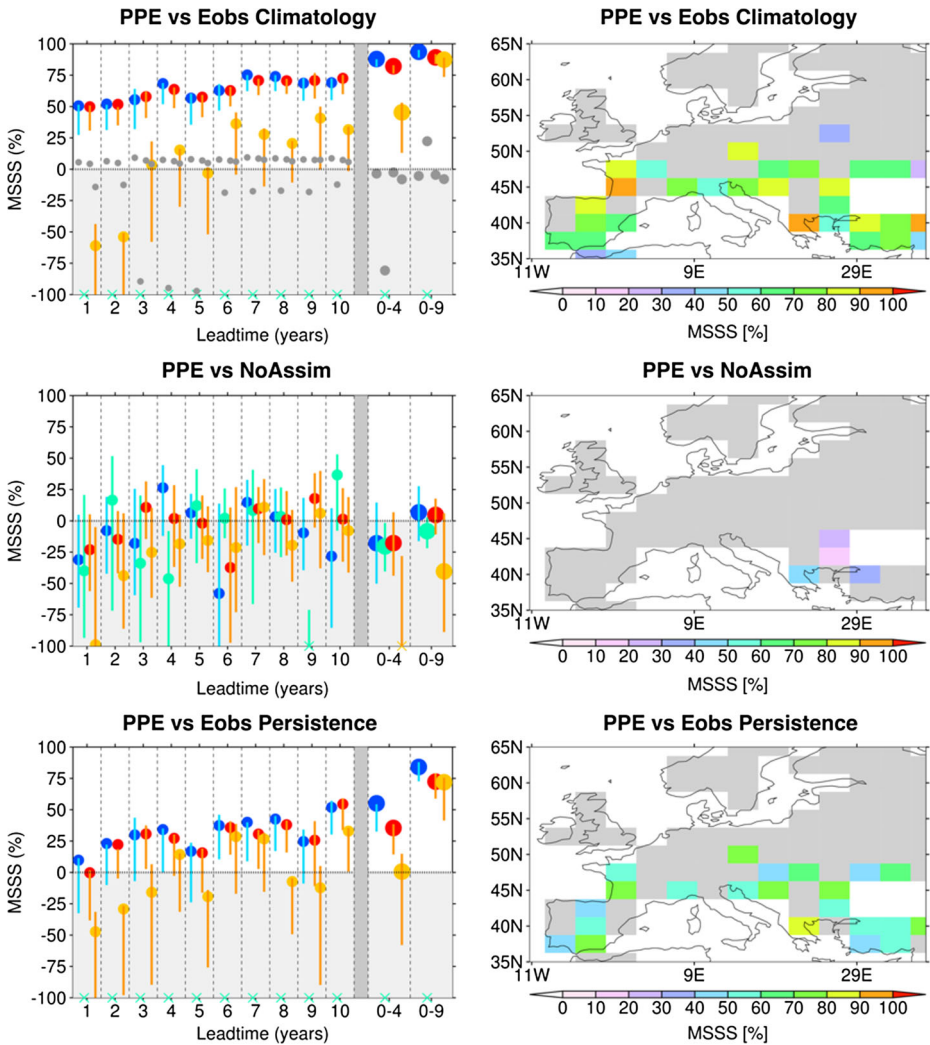 PPE vs Eobs Climatology
MSSS (%)
100
75
50
25
0
-25
-50
-75
-100
1 2 3 4 5 6 7 8 9 10 0-4 0-9
Leadtime (years)
PPE vs Eobs Climatology
65N
60N
55N
50N
45N
40N
35N
11W 9E 29E
0 10 20 30 40 50 60 70 80 90 100
MSSS [%]
PPE vs NoAssim
MSSS (%)
100
75
50
25
0
-25
-50
-75
-100
1 2 3 4 5 6 7 8 9 10 0-4 0-9
Leadtime (years)
PPE vs NoAssim
65N
60N
55N
50N
45N
40N
35N
11W 9E 29E
0 10 20 30 40 50 60 70 80 90 100
MSSS [%]
PPE vs Eobs Persistence
MSSS (%)
100
75
50
25
0
-25
-50
-75
-100
1 2 3 4 5 6 7 8 9 10 0-4 0-9
Leadtime (years)
PPE vs Eobs Persistence
65N
60N
55N
50N
45N
40N
35N
11W 9E 29E
0 10 20 30 40 50 60 70 80 90 100
MSSS [%]